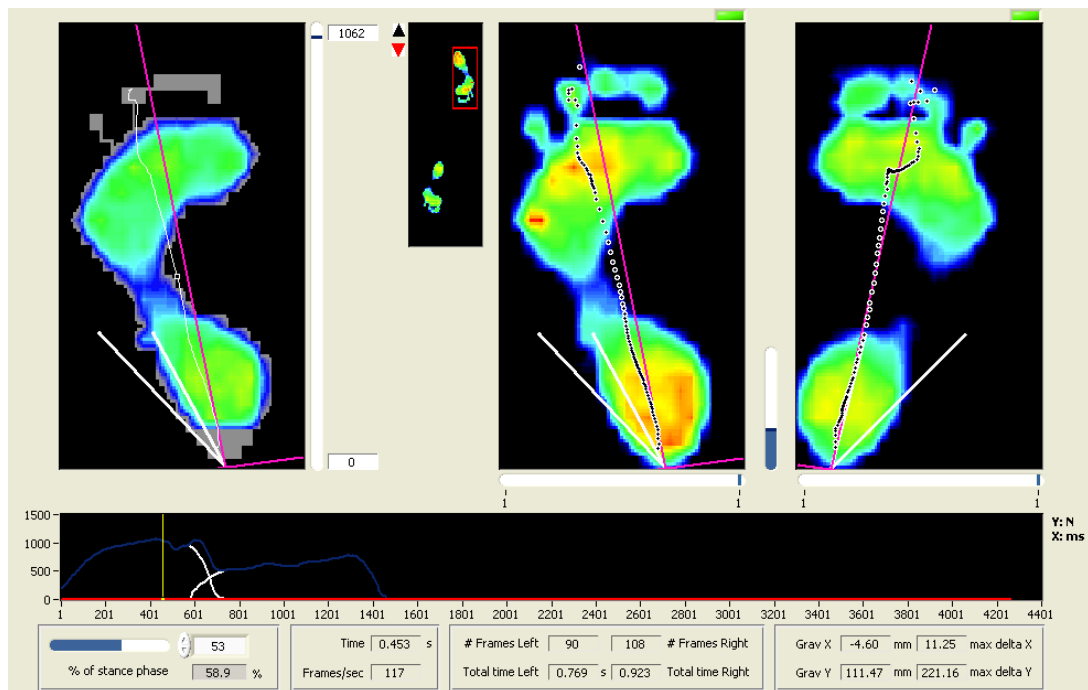 1062
0
1 1 1 1
1500
1000
500
0
Y: N
X: ms
1 201 401 601 801 1001 1201 1401 1601 1801 2001 2201 2401 2601 2801 3001 3201 3401 3601 3801 4001 4201 4401
53
% of stance phase 58.9 %
Time 0.453 s
Frames/sec 117
# Frames Left 90 108 # Frames Right
Total time Left 0.769 s 0.923 Total time Right
Grav X -4.60 mm 11.25 max delta X
Grav Y 111.47 mm 221.16 max delta Y